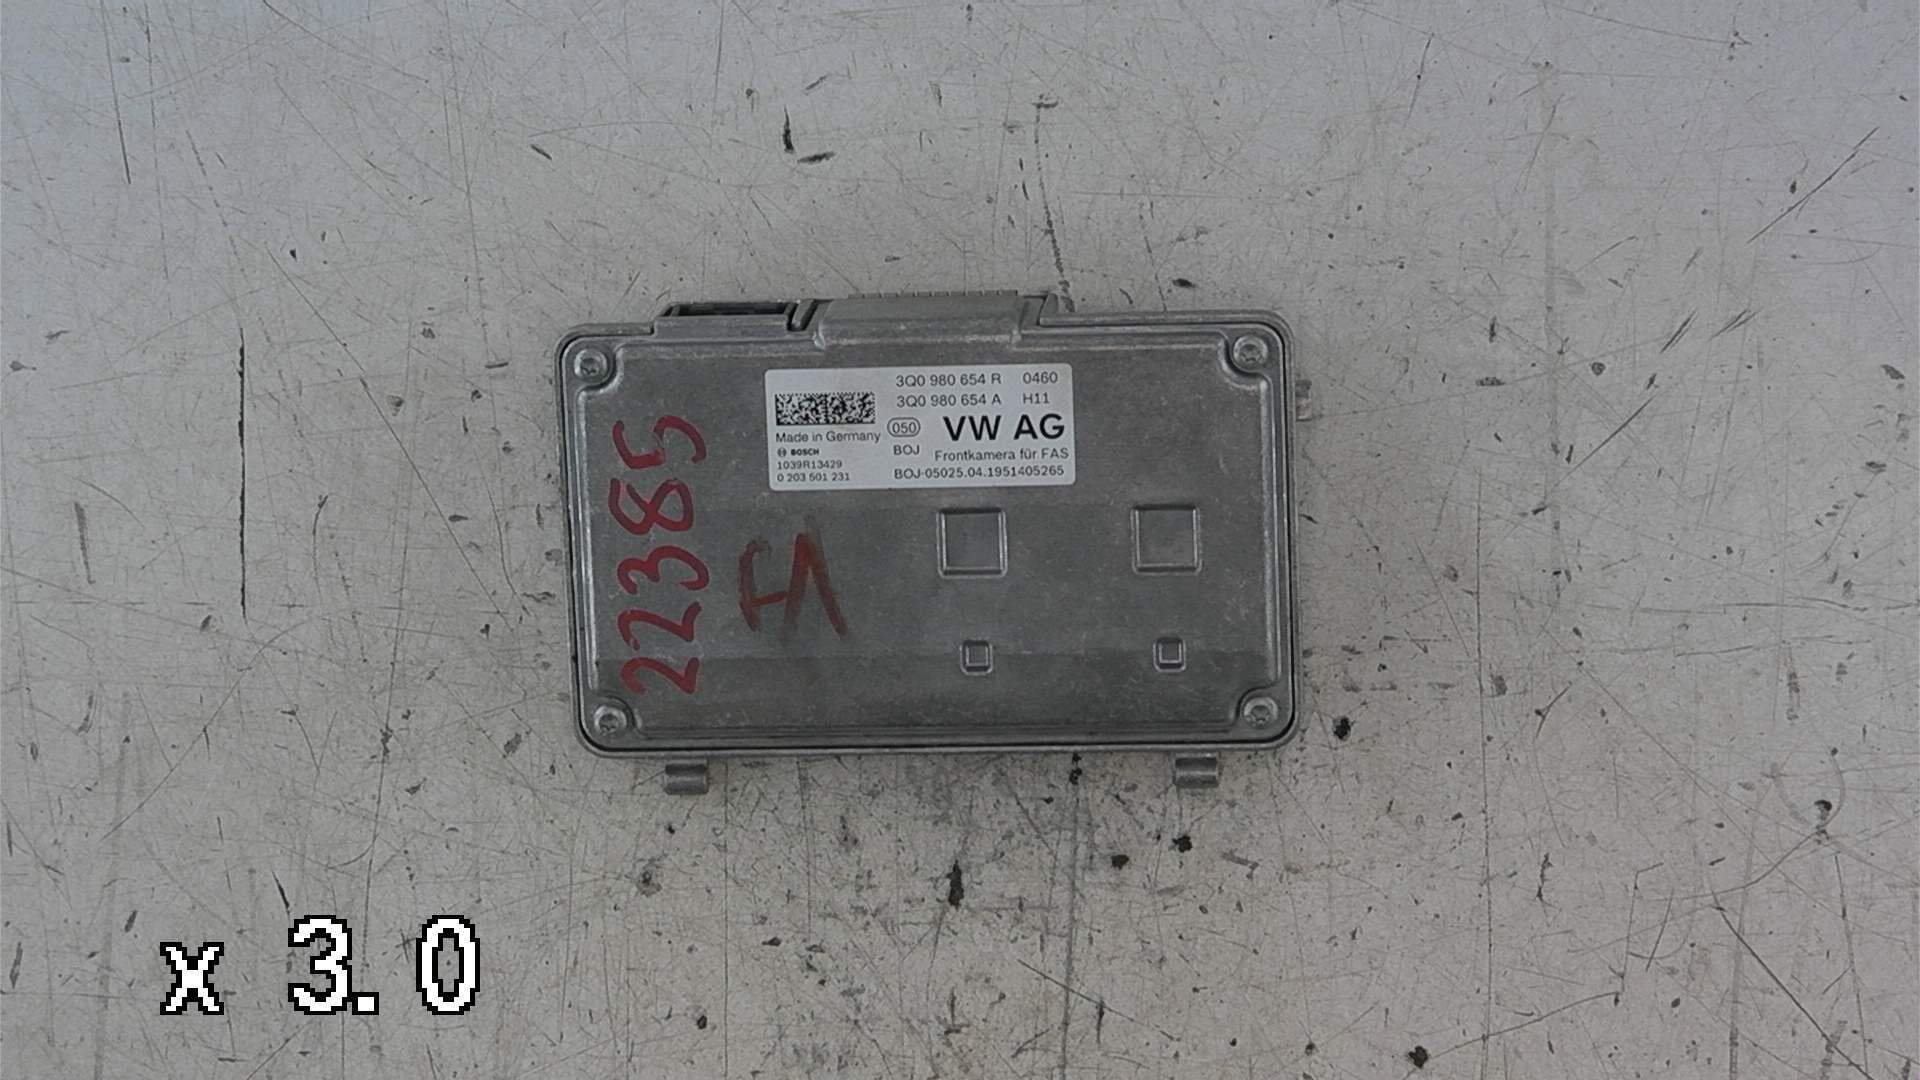 3Q0 980 654 R 0460
3Q0 980 654 A H11
050 VW AG
Made in Germany
BOJ Frontkamera für FAS
BOSCH
1039R13429
0 203 501 231
BOJ-05025.04.1951405265
22385
FA
x 3.0